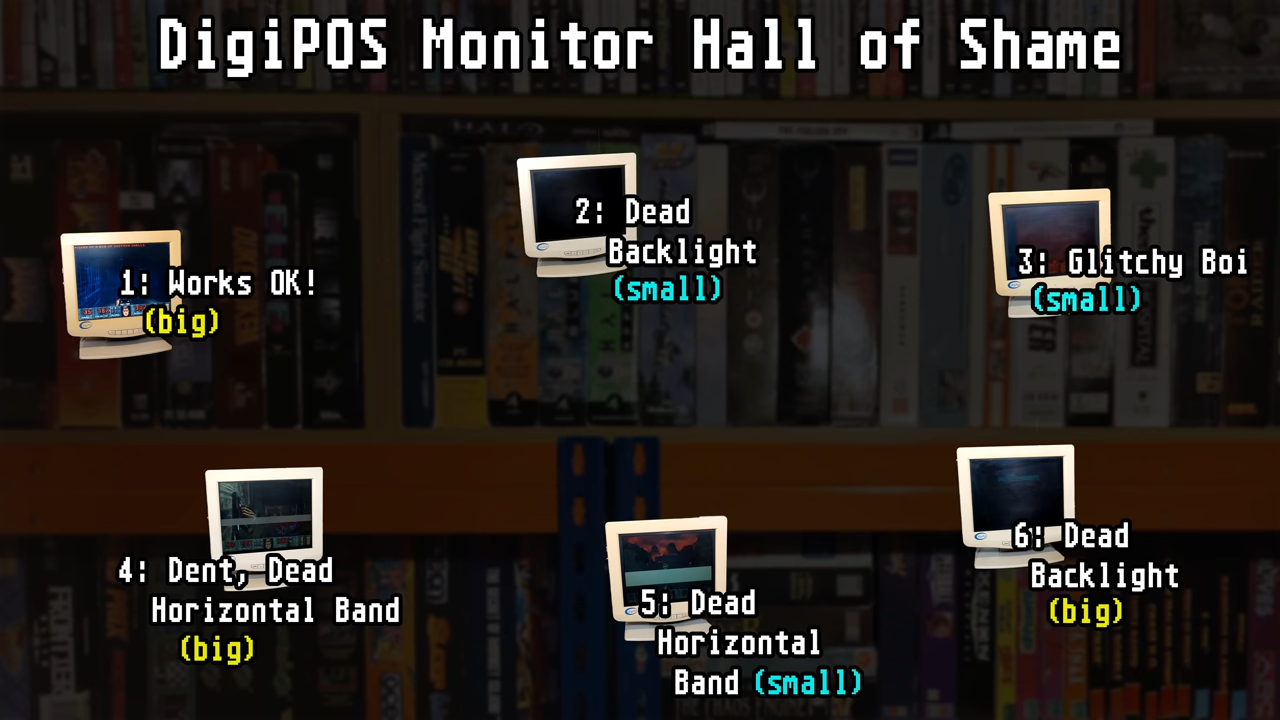 DigiPOS Monitor Hall of Shame
HALO
1: Works OK!
(big)
2: Dead
Backlight
(small)
3: Glitchy Boi
(small)
4: Dent, Dead
Horizontal Band
(big)
5: Dead
Horizontal
Band (small)
6: Dead
Backlight
(big)